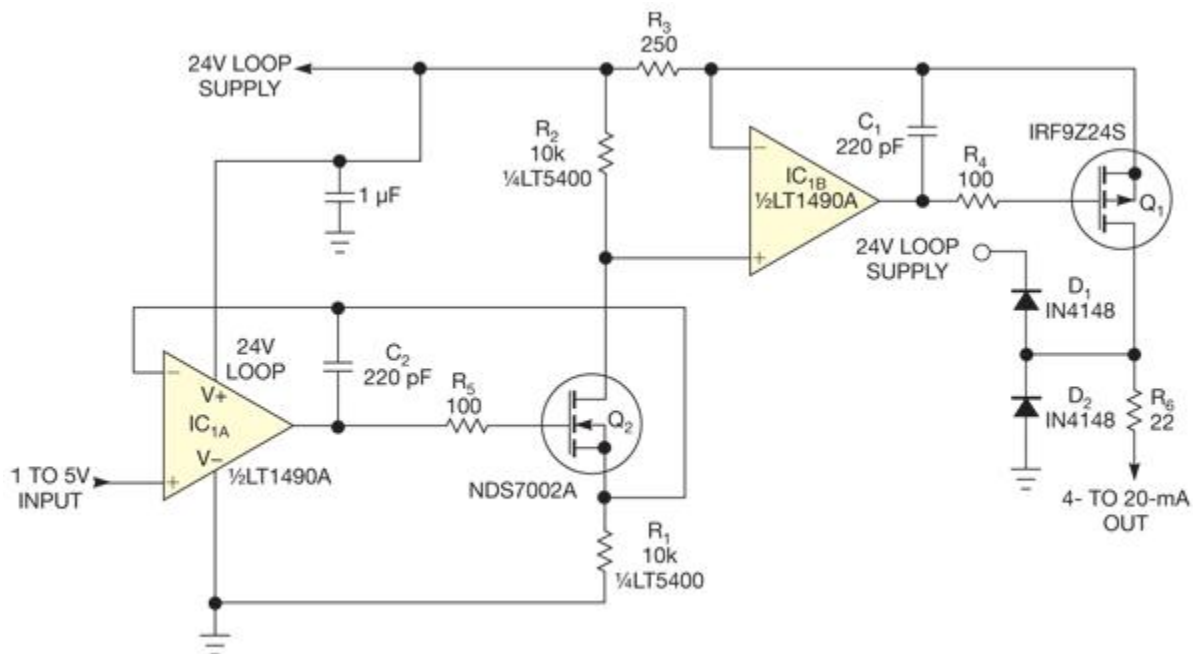 R3
250
24V LOOP
SUPPLY
C1
220 pF
IRF9Z24S
R2
10k
¼LT5400
R4
100
−
IC1B
½LT1490A
Q1
1 µF
24V LOOP
SUPPLY
+
D1
IN4148
24V
LOOP
C2
220 pF
−
R5
100
D2
IN4148
R6
22
V+
IC1A
Q2
V−
½LT1490A
1 TO 5V
INPUT
+
NDS7002A
4- TO 20-mA
OUT
R1
10k
¼LT5400